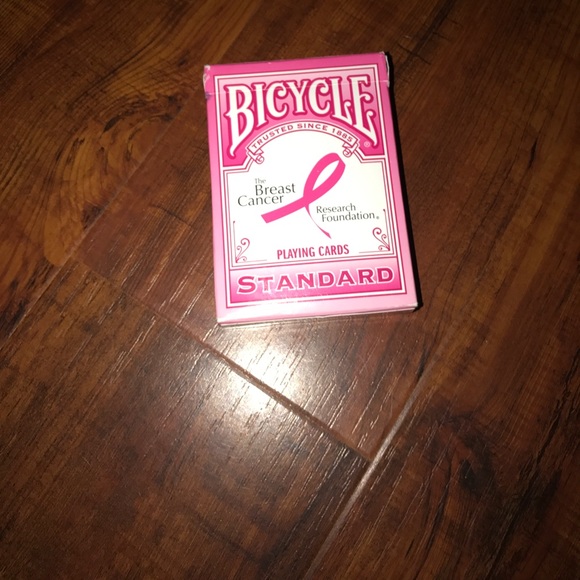 BICYCLE®
TRUSTED SINCE 1885
The
Breast
Cancer
Research
Foundation®
PLAYING CARDS
STANDARD